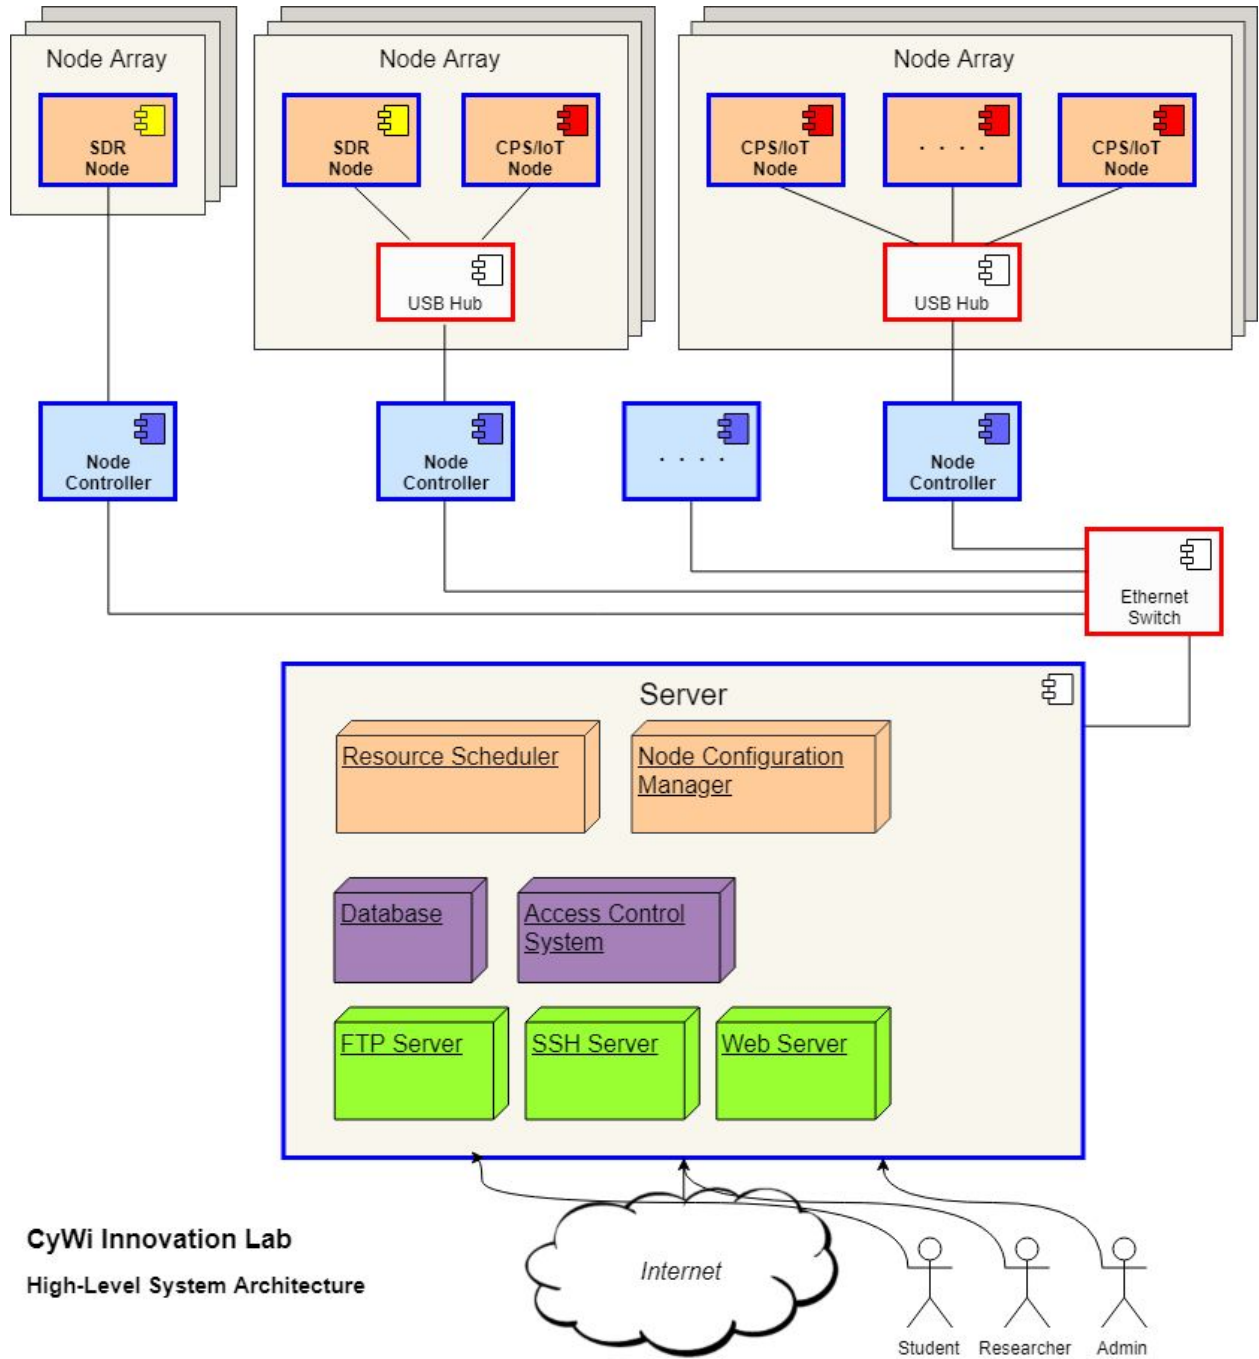 Node Array
Node Array
Node Array
SDR
Node
SDR
Node
CPS/IoT
Node
CPS/IoT
Node
. . . .
CPS/IoT
Node
USB Hub
USB Hub
Node
Controller
Node
Controller
. . . .
Node
Controller
Ethernet
Switch
Server
Resource Scheduler
Node Configuration
Manager
Database
Access Control
System
FTP Server
SSH Server
Web Server
CyWi Innovation Lab
High-Level System Architecture
Internet
Student
Researcher
Admin